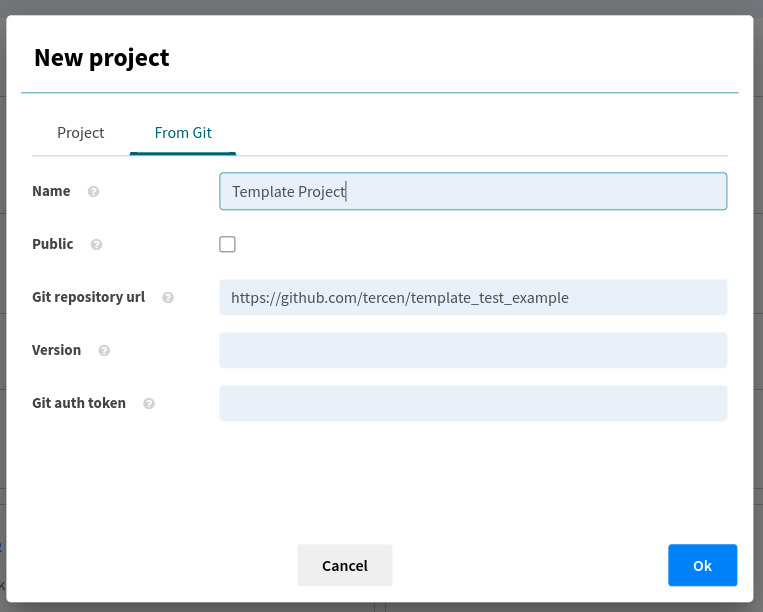 New project
Project From Git
Name ?
Template Project
Public ?
Git repository url ?
https://github.com/tercen/template_test_example
Version ?
Git auth token ?
Cancel Ok